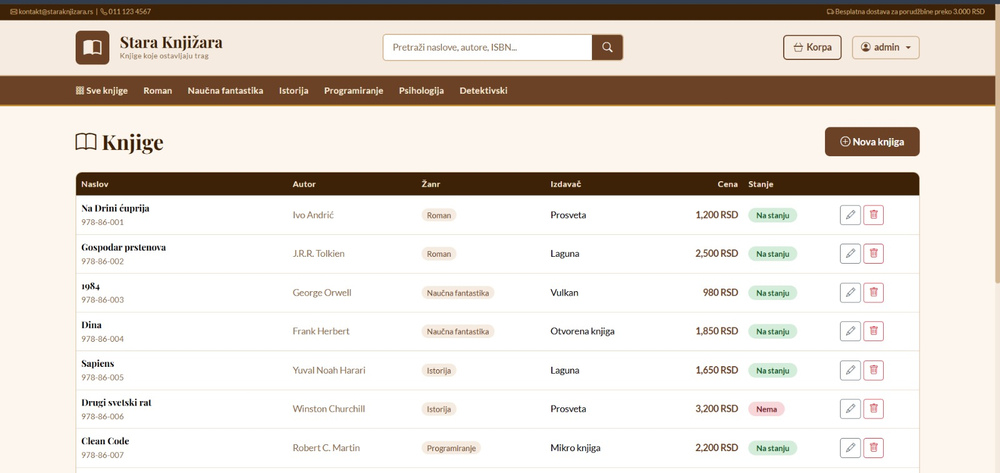 kontakt@staraknjizara.rs | 011 123 4567
Besplatna dostava za porudžbine preko 3.000 RSD
Stara Knjižara
Knjige koje ostavljaju trag
Pretraži naslove, autore, ISBN...
Korpa
admin
Sve knjige Roman Naučna fantastika Istorija Programiranje Psihologija Detektivski
Knjige
Nova knjiga
Naslov Autor Žanr Izdavač Cena Stanje
Na Drini ćuprija
978-86-001
Ivo Andrić Roman Prosveta 1,200 RSD Na stanju
Gospodar prstenova
978-86-002
J.R.R. Tolkien Roman Laguna 2,500 RSD Na stanju
1984
978-86-003
George Orwell Naučna fantastika Vulkan 980 RSD Na stanju
Dina
978-86-004
Frank Herbert Naučna fantastika Otvorena knjiga 1,850 RSD Na stanju
Sapiens
978-86-005
Yuval Noah Harari Istorija Laguna 1,650 RSD Na stanju
Drugi svetski rat
978-86-006
Winston Churchill Istorija Prosveta 3,200 RSD Nema
Clean Code
978-86-007
Robert C. Martin Programiranje Mikro knjiga 2,200 RSD Na stanju